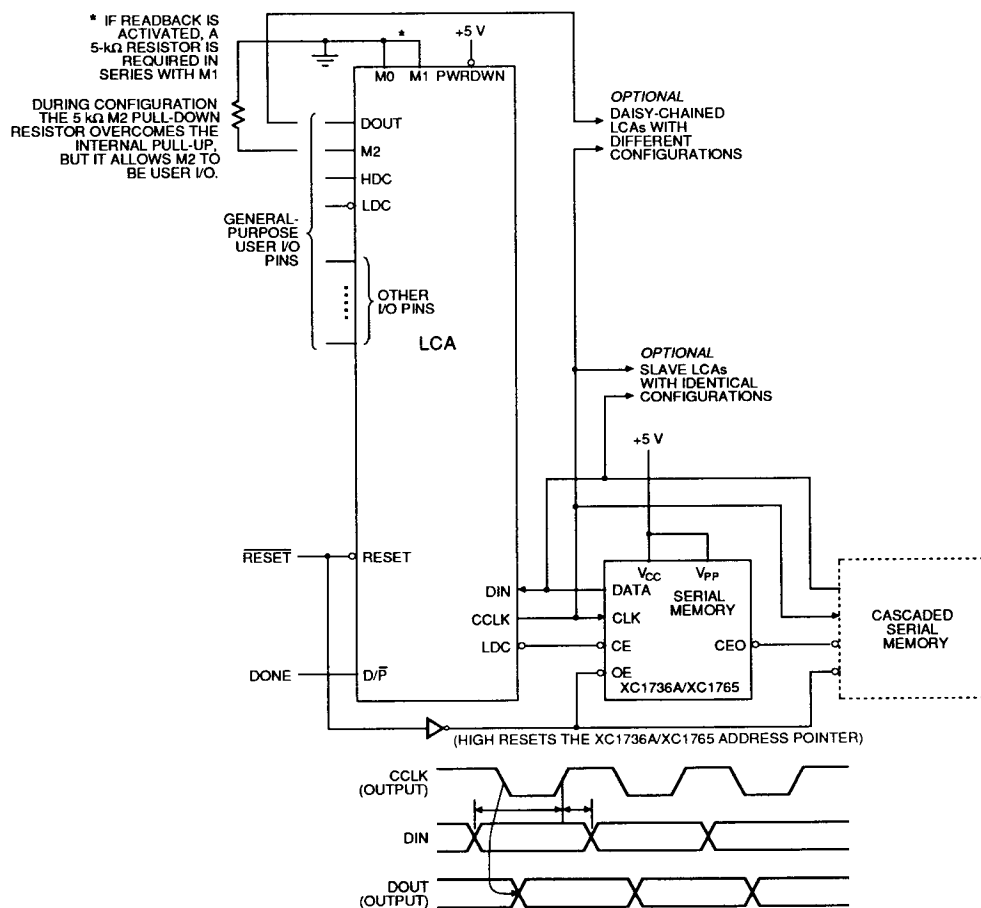 * IF READBACK IS
ACTIVATED, A
5-kΩ RESISTOR IS
REQUIRED IN
SERIES WITH M1
*
+5 V
M0
M1
PWRDWN
DURING CONFIGURATION
THE 5 kΩ M2 PULL-DOWN
RESISTOR OVERCOMES THE
INTERNAL PULL-UP,
BUT IT ALLOWS M2 TO
BE USER I/O.
OPTIONAL
DAISY-CHAINED
LCAs WITH
DIFFERENT
CONFIGURATIONS
DOUT
M2
HDC
LDC
GENERAL-
PURPOSE
USER I/O
PINS
OTHER
I/O PINS
LCA
OPTIONAL
SLAVE LCAs
WITH IDENTICAL
CONFIGURATIONS
+5 V
RESET
RESET
VCC
VPP
DIN
DATA
SERIAL
MEMORY
CCLK
CLK
LDC
CE
CEO
OE
XC1736A/XC1765
CASCADED
SERIAL
MEMORY
DONE
D/P
(HIGH RESETS THE XC1736A/XC1765 ADDRESS POINTER)
CCLK
(OUTPUT)
DIN
DOUT
(OUTPUT)